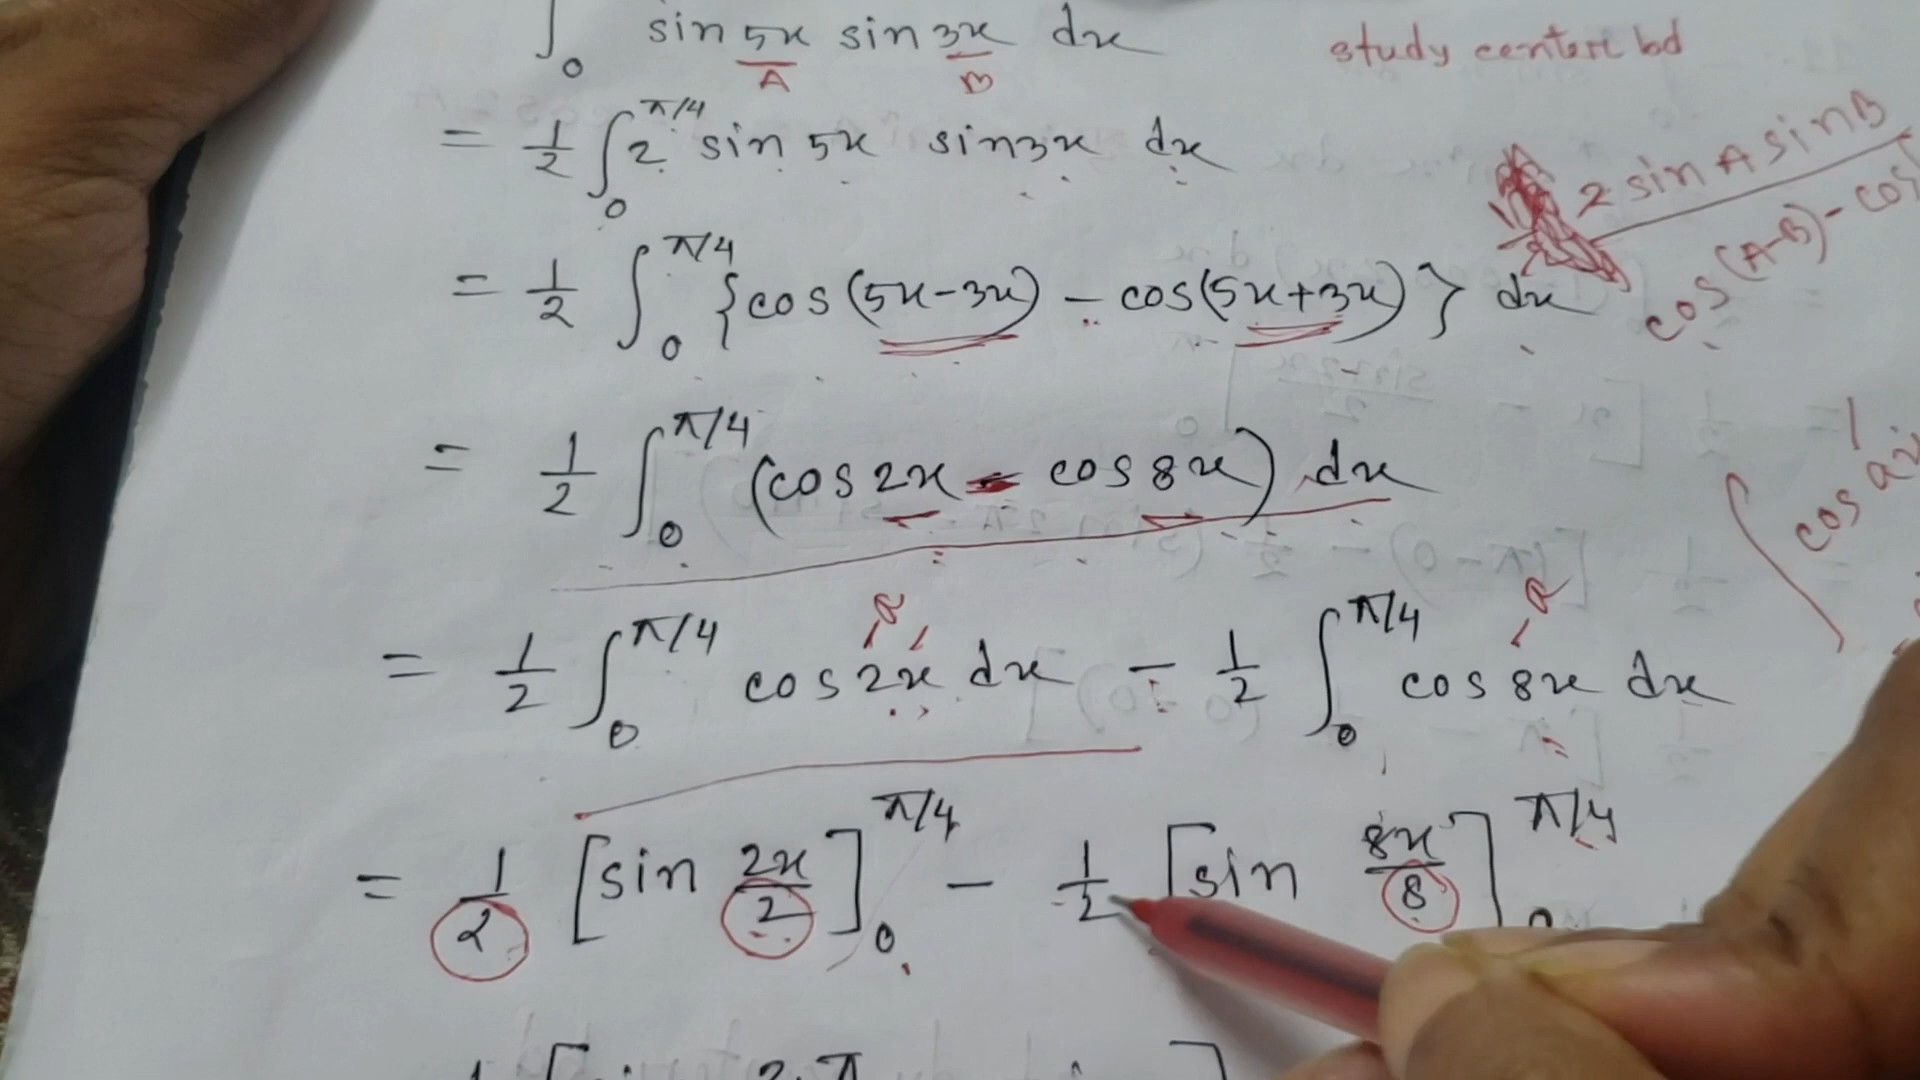 ∫₀ sin 5x sin 3x dx
A B
study center bd
= 1/2 ∫₀^π/4 2 sin 5x sin 3x dx
2 sin A sin B
cos(A-B) - cos
= 1/2 ∫₀^π/4 {cos (5x-3x) - cos(5x+3x)} dx
= 1/2 ∫₀^π/4 (cos 2x - cos 8x) dx
cos ax
a a
= 1/2 ∫₀^π/4 cos 2x dx - 1/2 ∫₀^π/4 cos 8x dx
= 1/2 [sin 2x/2]₀^π/4 - 1/2 [sin 8x/8]₀^π/4